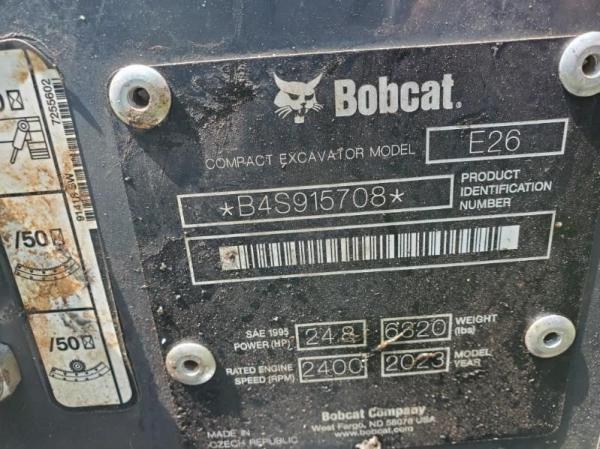 Bobcat.
COMPACT EXCAVATOR MODEL E26
*B4S915708*
PRODUCT
IDENTIFICATION
NUMBER
SAE 1995
POWER (HP) 24.8
6320 WEIGHT
(lbs)
RATED ENGINE
SPEED (RPM) 2400
2023 MODEL
YEAR
Bobcat Company
West Fargo, ND 58078 USA
www.bobcat.com
MADE IN
CZECH REPUBLIC
7255602
/50
/50